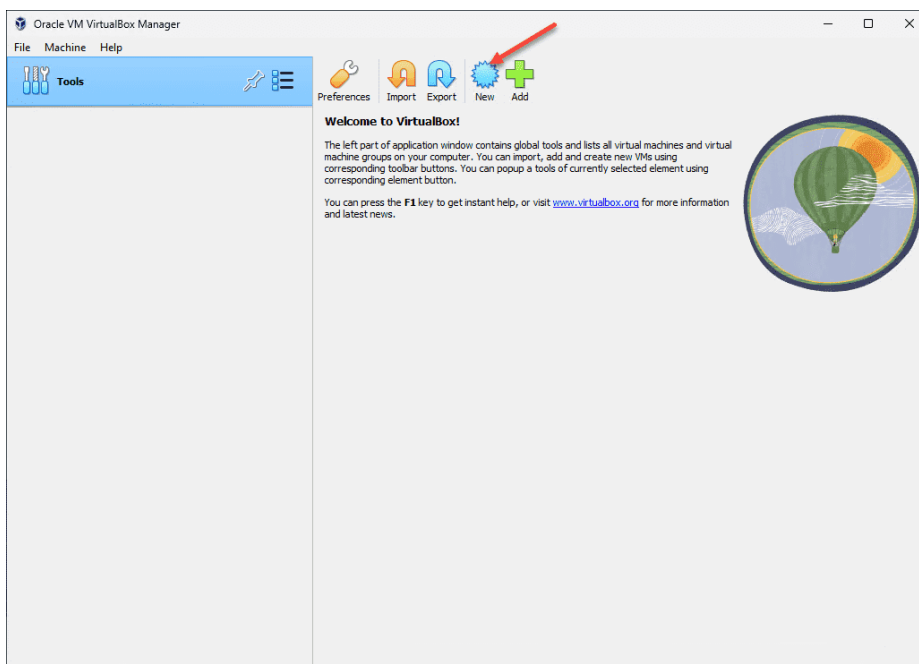 Oracle VM VirtualBox Manager
File Machine Help
Tools
Preferences Import Export New Add
Welcome to VirtualBox!
The left part of application window contains global tools and lists all virtual machines and virtual
machine groups on your computer. You can import, add and create new VMs using
corresponding toolbar buttons. You can popup a tools of currently selected element using
corresponding element button.
You can press the F1 key to get instant help, or visit www.virtualbox.org for more information
and latest news.